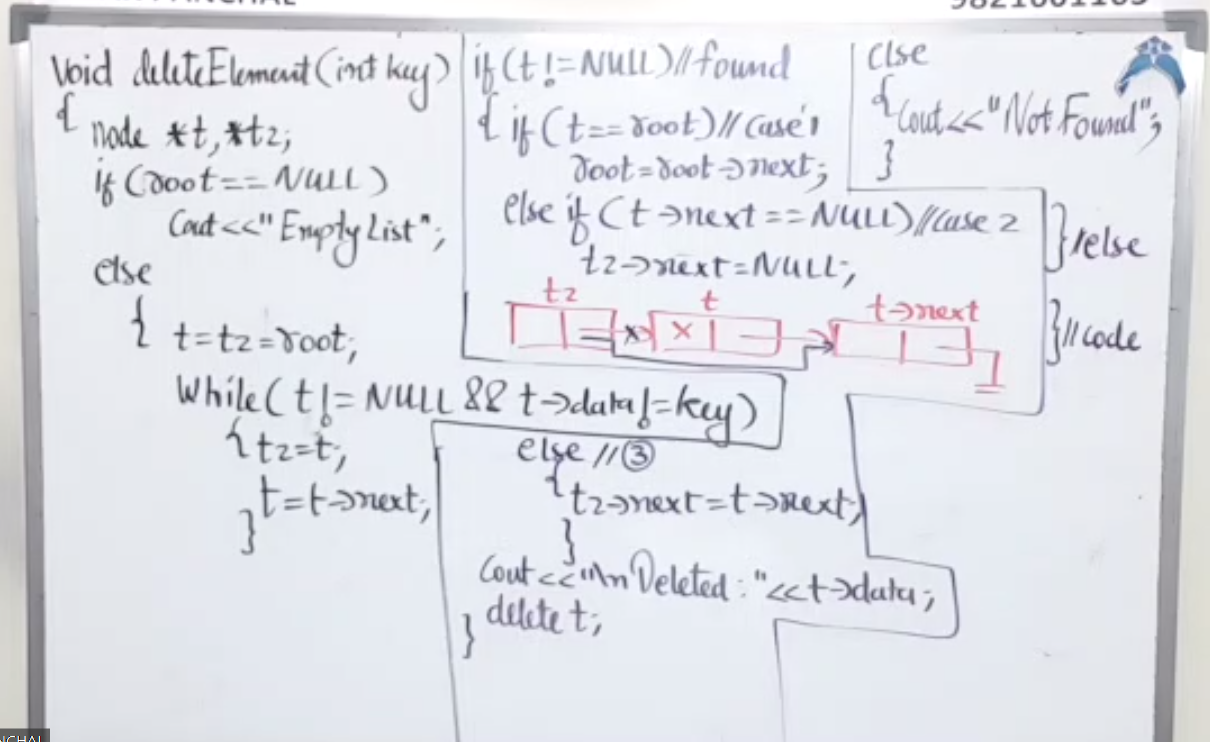 9821601163
void deleteElement(int key)
{
node *t,*t2;
if(root==NULL)
Cout<<"Empty List";
else
{
t=t2=root;
While(t!=NULL && t->data!=key)
{t2=t;
t=t->next;
}
if(t!=NULL)//found
{ if(t==root)//Case 1
root=root->next;
else if(t->next==NULL)//Case 2
t2->next=NULL;
t2 t t->next
else //③
{t2->next=t->next;
}
Cout<<"\n Deleted: "<<t->data;
delete t;
}
else
{Cout<<"Not Found";
}
}//else
}//code